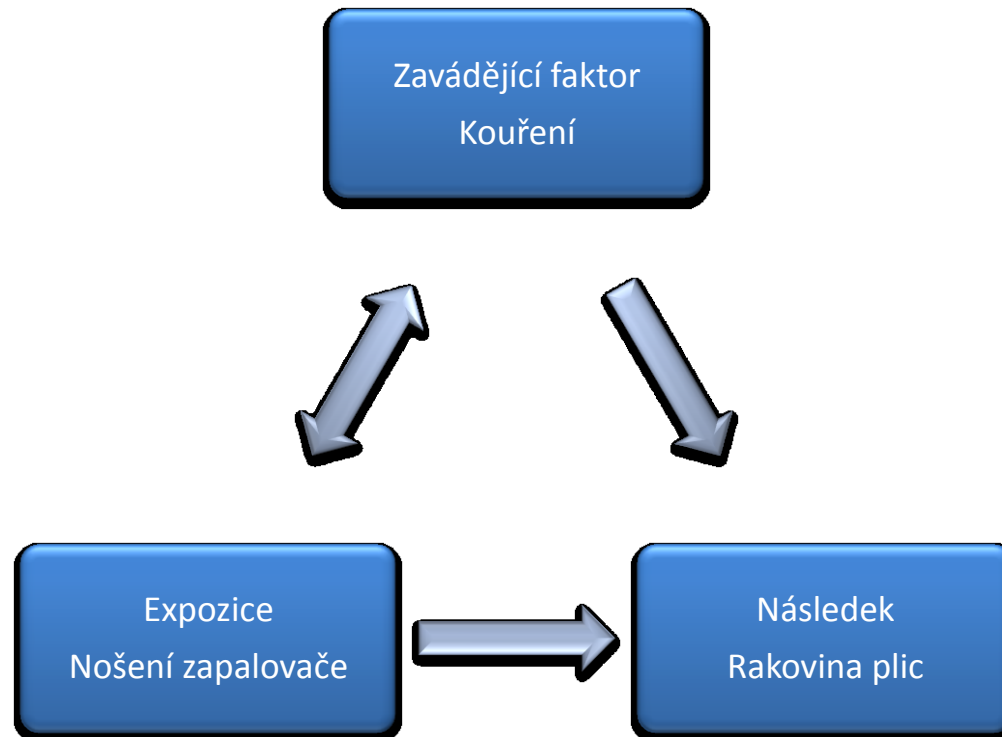 Zavádějící faktor
Kouření
Expozice
Nošení zapalovače
Následek
Rakovina plic